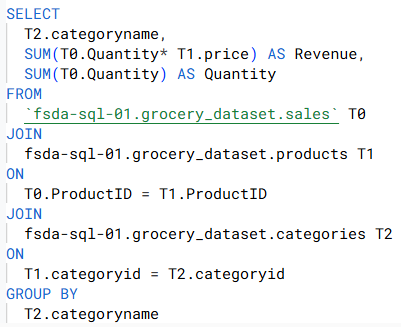 SELECT
T2.categoryname,
SUM(T0.Quantity* T1.price) AS Revenue,
SUM(T0.Quantity) AS Quantity
FROM
`fsda-sql-01.grocery_dataset.sales` T0
JOIN
fsda-sql-01.grocery_dataset.products T1
ON
T0.ProductID = T1.ProductID
JOIN
fsda-sql-01.grocery_dataset.categories T2
ON
T1.categoryid = T2.categoryid
GROUP BY
T2.categoryname